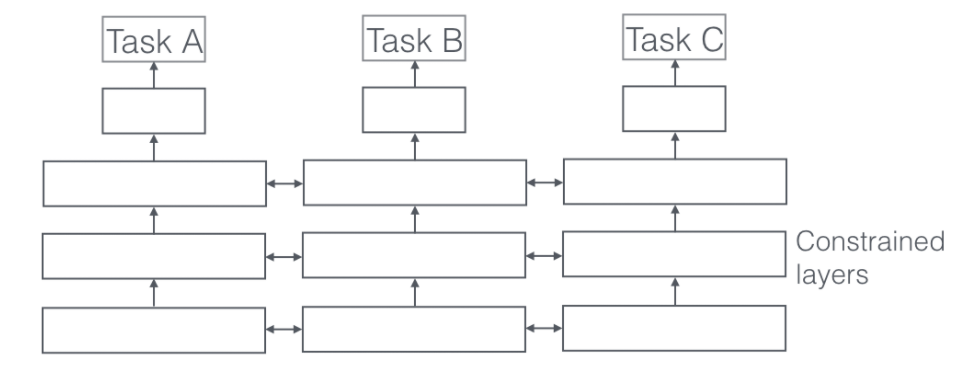 Task A
Task B
Task C
Constrained
layers